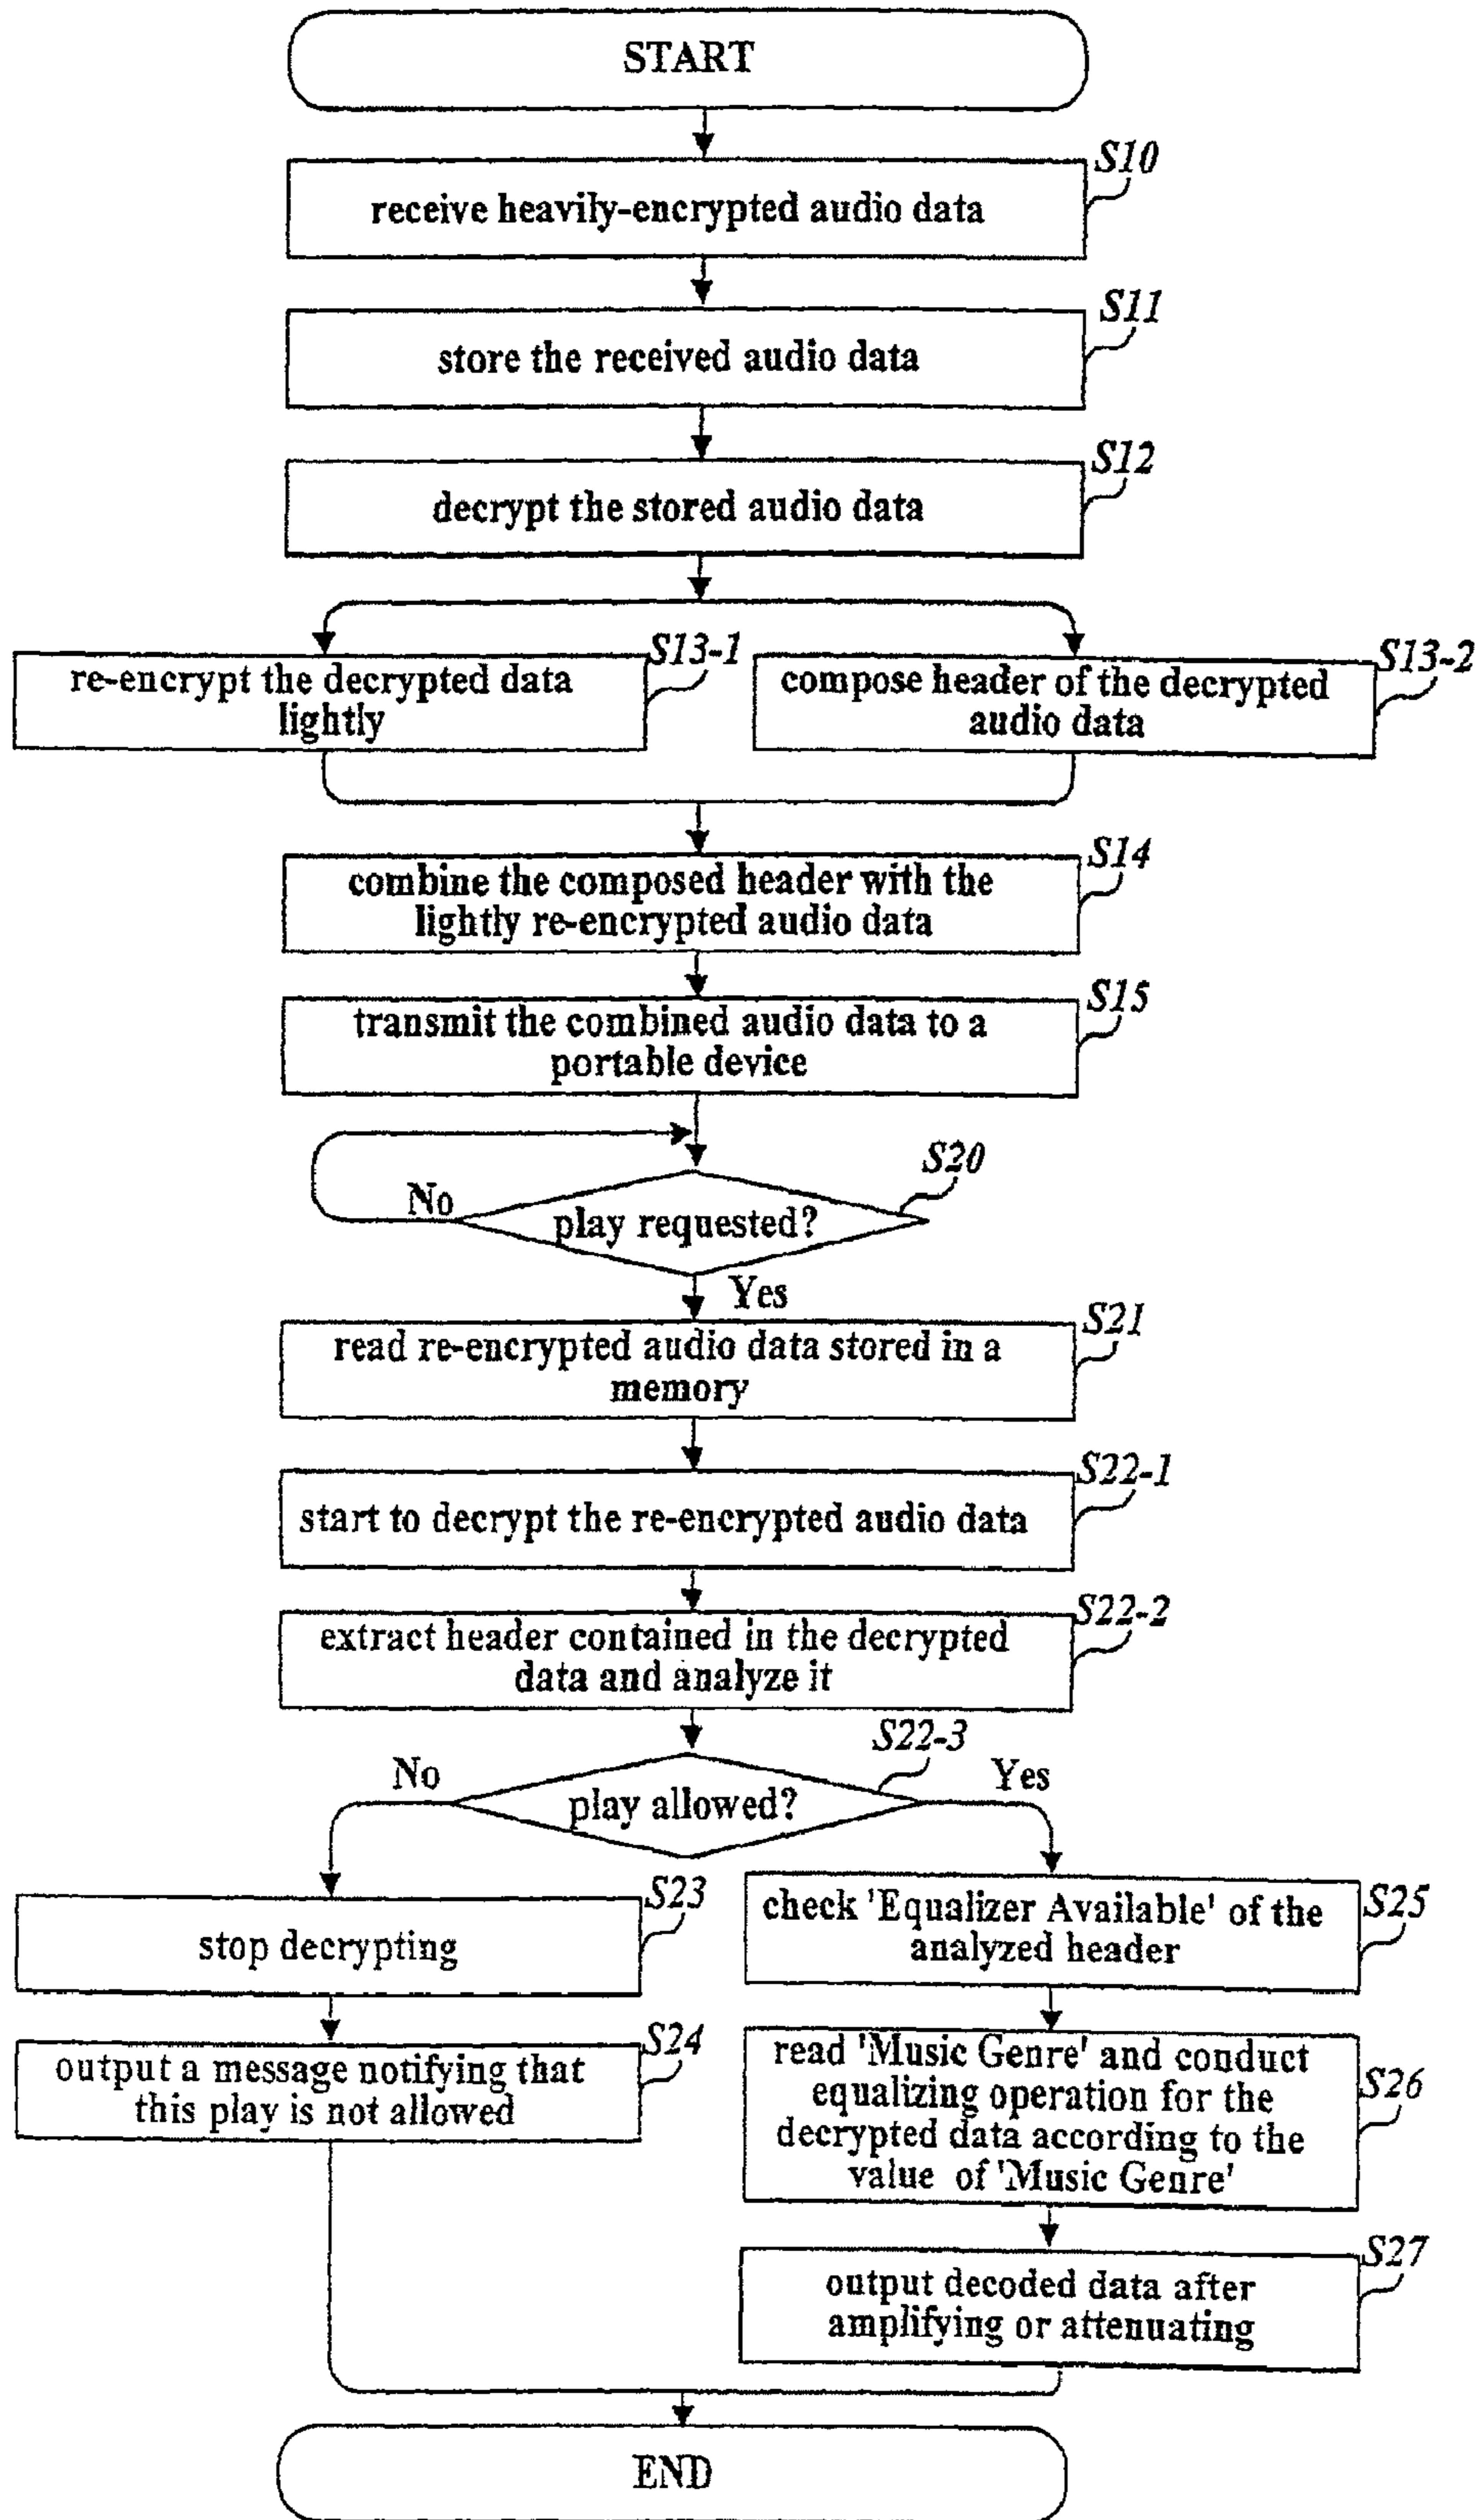 START
S10
receive heavily-encrypted audio data
S11
store the received audio data
S12
decrypt the stored audio data
S13-1
re-encrypt the decrypted data
lightly
S13-2
compose header of the decrypted
audio data
S14
combine the composed header with the
lightly re-encrypted audio data
S15
transmit the combined audio data to a
portable device
S20
No
play requested?
Yes
S21
read re-encrypted audio data stored in a
memory
S22-1
start to decrypt the re-encrypted audio data
S22-2
extract header contained in the decrypted
data and analyze it
S22-3
No
Yes
play allowed?
S23
stop decrypting
S24
output a message notifying that
this play is not allowed
S25
check 'Equalizer Available' of the
analyzed header
S26
read 'Music Genre' and conduct
equalizing operation for the
decrypted data according to the
value of 'Music Genre'
S27
output decoded data after
amplifying or attenuating
END